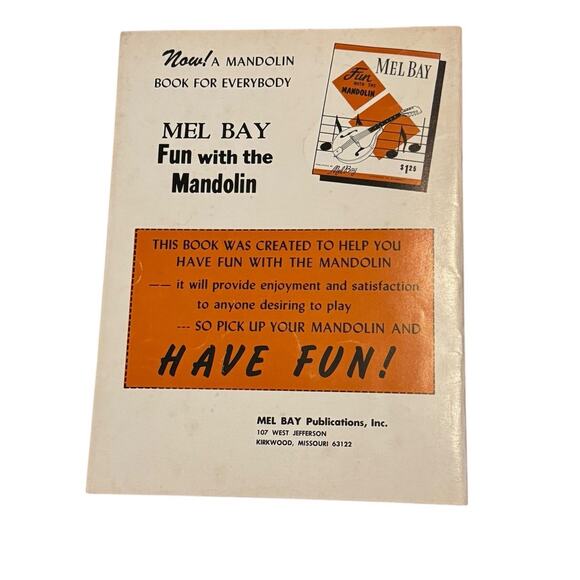 Now! A MANDOLIN
BOOK FOR EVERYBODY
MEL BAY
Fun with the
Mandolin
MEL BAY
Fun
WITH THE
MANDOLIN
Mel Bay
$1.25
THIS BOOK WAS CREATED TO HELP YOU
HAVE FUN WITH THE MANDOLIN
—— it will provide enjoyment and satisfaction
to anyone desiring to play
--- SO PICK UP YOUR MANDOLIN AND
HAVE FUN!
MEL BAY Publications, Inc.
107 WEST JEFFERSON
KIRKWOOD, MISSOURI 63122